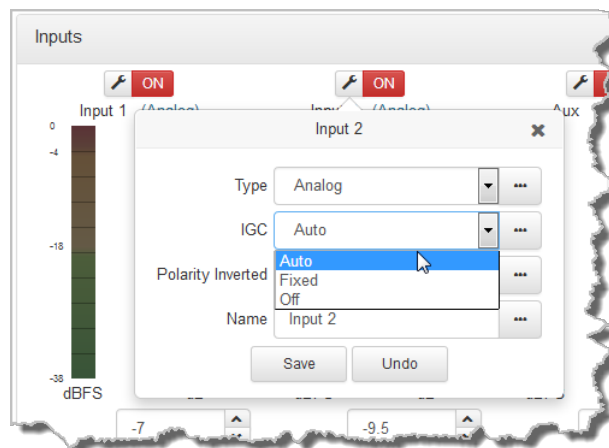 Inputs
ON
ON
Input 1 (Analog)
(Analog)
Aux
Input 2
0
-4
-18
-38
Type
Analog
IGC
Auto
Auto
Fixed
Off
Polarity Inverted
Name
Input 2
Save
Undo
dBFS
-7
-9.5